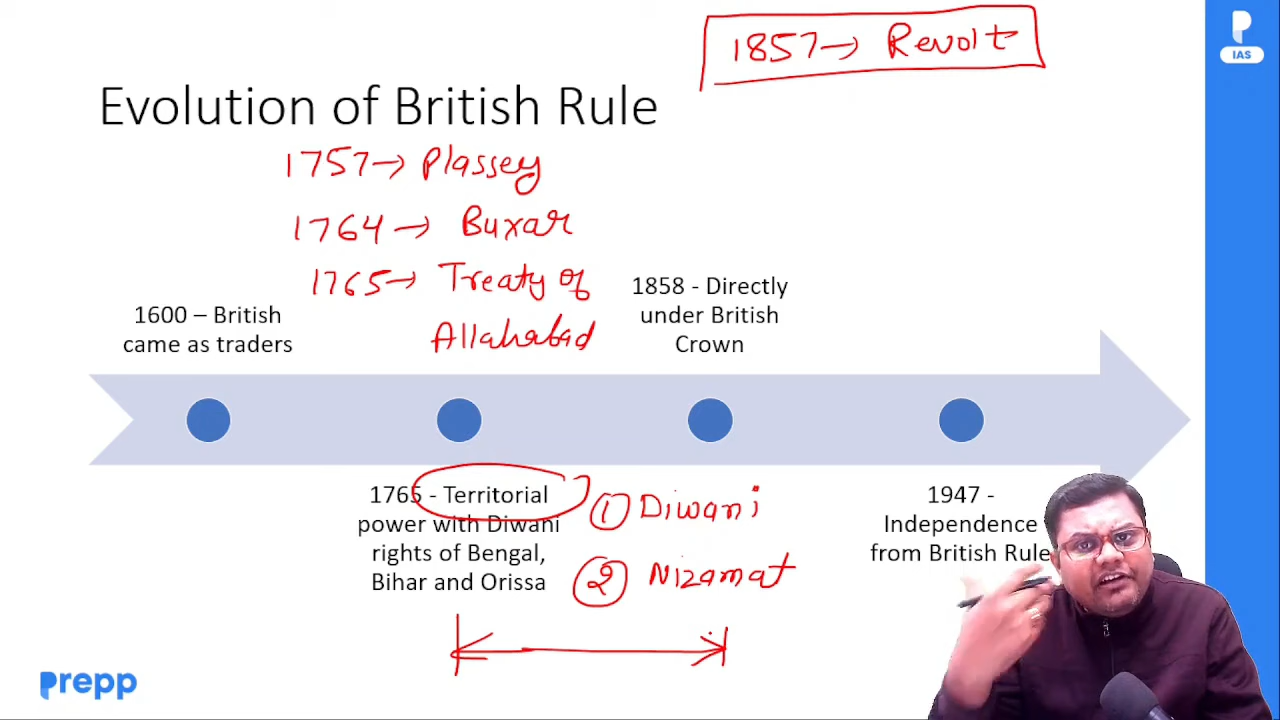 1857→ Revolt
IAS
Evolution of British Rule
1757→ Plassey
1764→ Buxar
1765→ Treaty of
Allahabad
1600 – British
came as traders
1858 - Directly
under British
Crown
1765 - Territorial
power with Diwani
rights of Bengal,
Bihar and Orissa
① Diwani
② Nizamat
1947 -
Independence
from British Rule
prepp